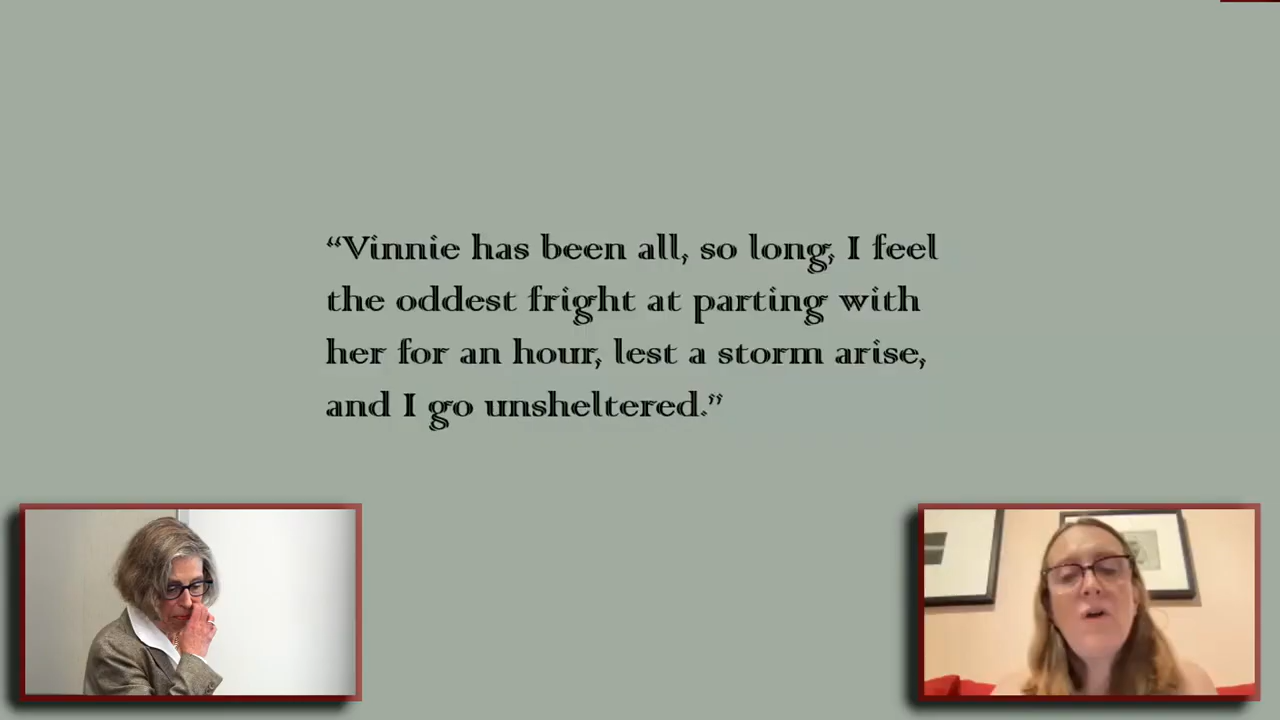 “Vinnie has been all, so long, I feel
the oddest fright at parting with
her for an hour, lest a storm arise,
and I go unsheltered.”